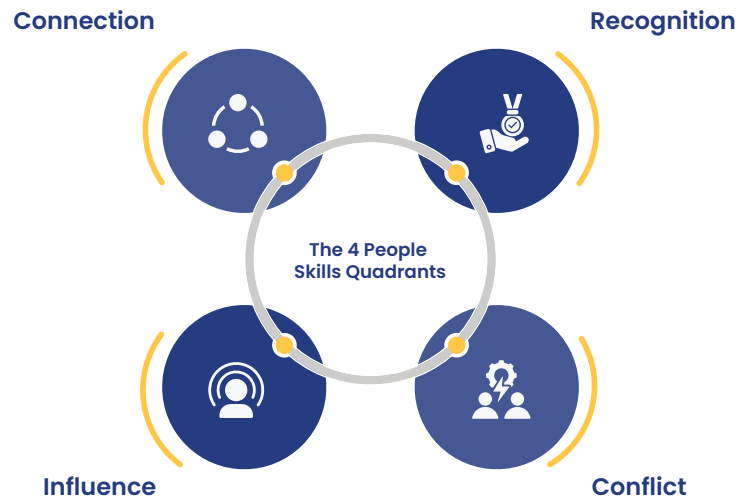 Connection
Recognition
The 4 People
Skills Quadrants
Influence
Conflict